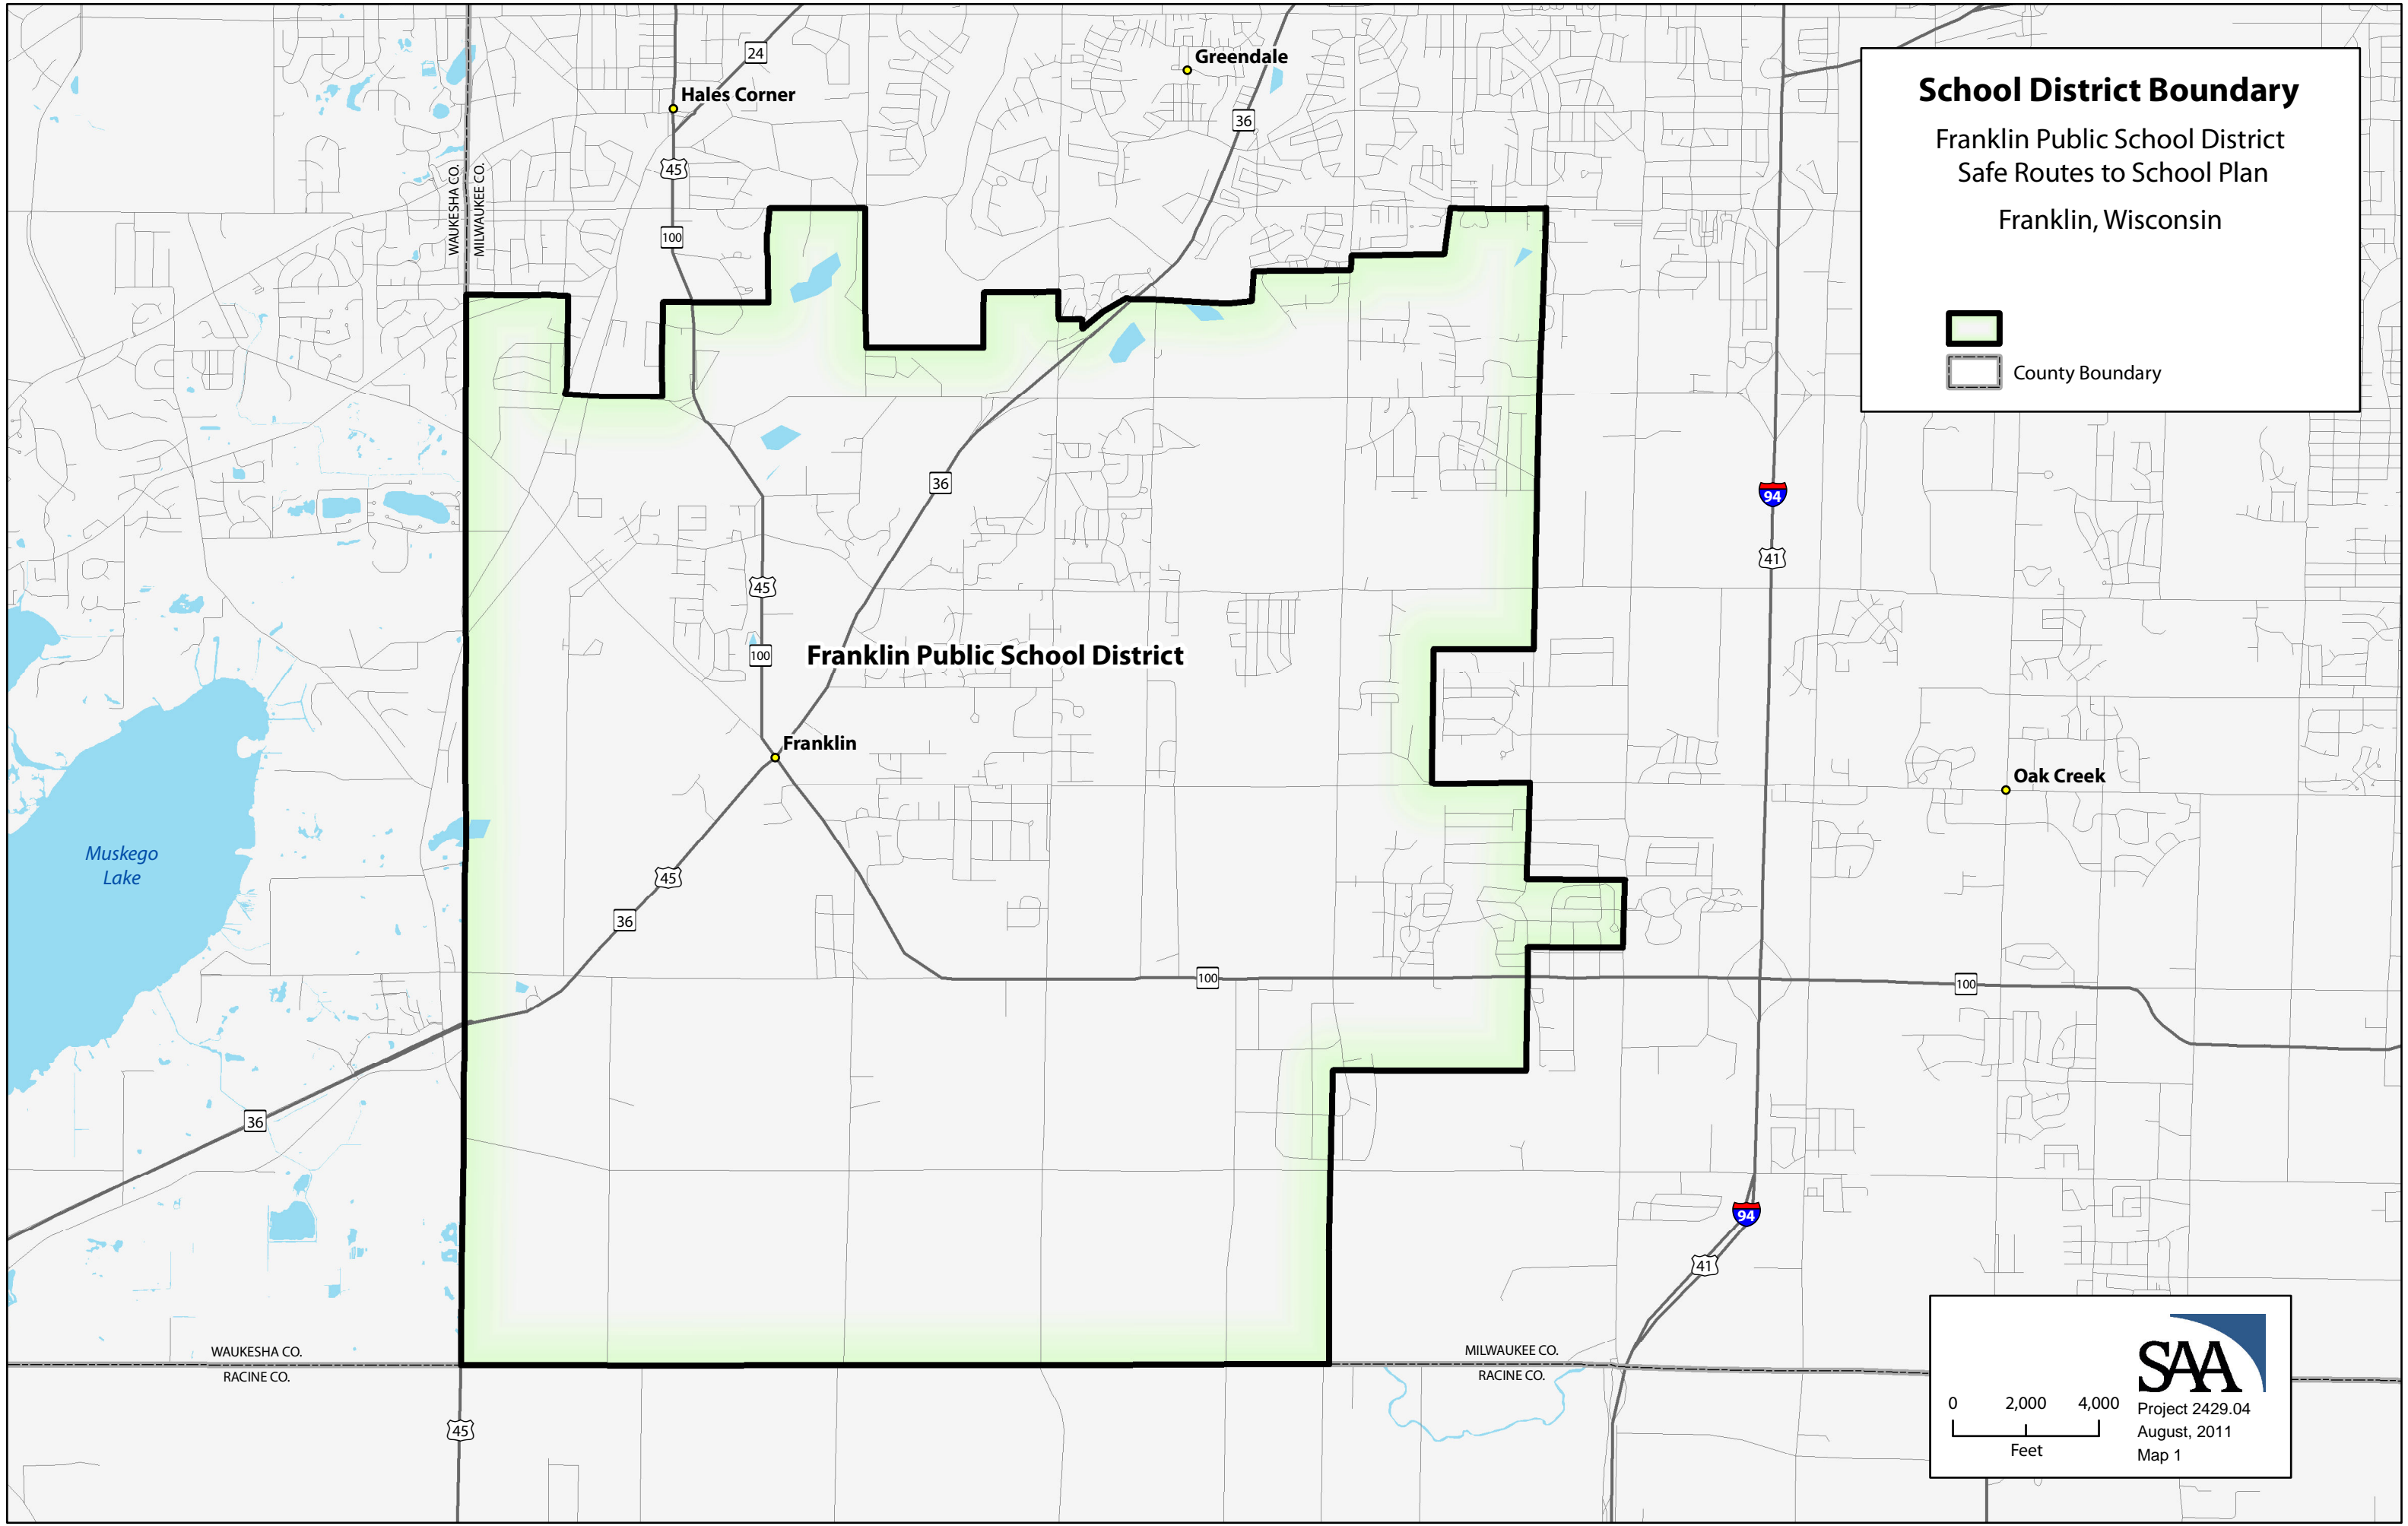 School District Boundary
Franklin Public School District
Safe Routes to School Plan
Franklin, Wisconsin
County Boundary
24
Greendale
Hales Corner
36
45
WAUKESHA CO.
MILWAUKEE CO.
100
36
94
41
45
100
Franklin Public School District
Franklin
Oak Creek
Muskego
Lake
45
36
100
100
36
94
41
WAUKESHA CO.
RACINE CO.
MILWAUKEE CO.
RACINE CO.
45
0 2,000 4,000
Feet
SAA
Project 2429.04
August, 2011
Map 1